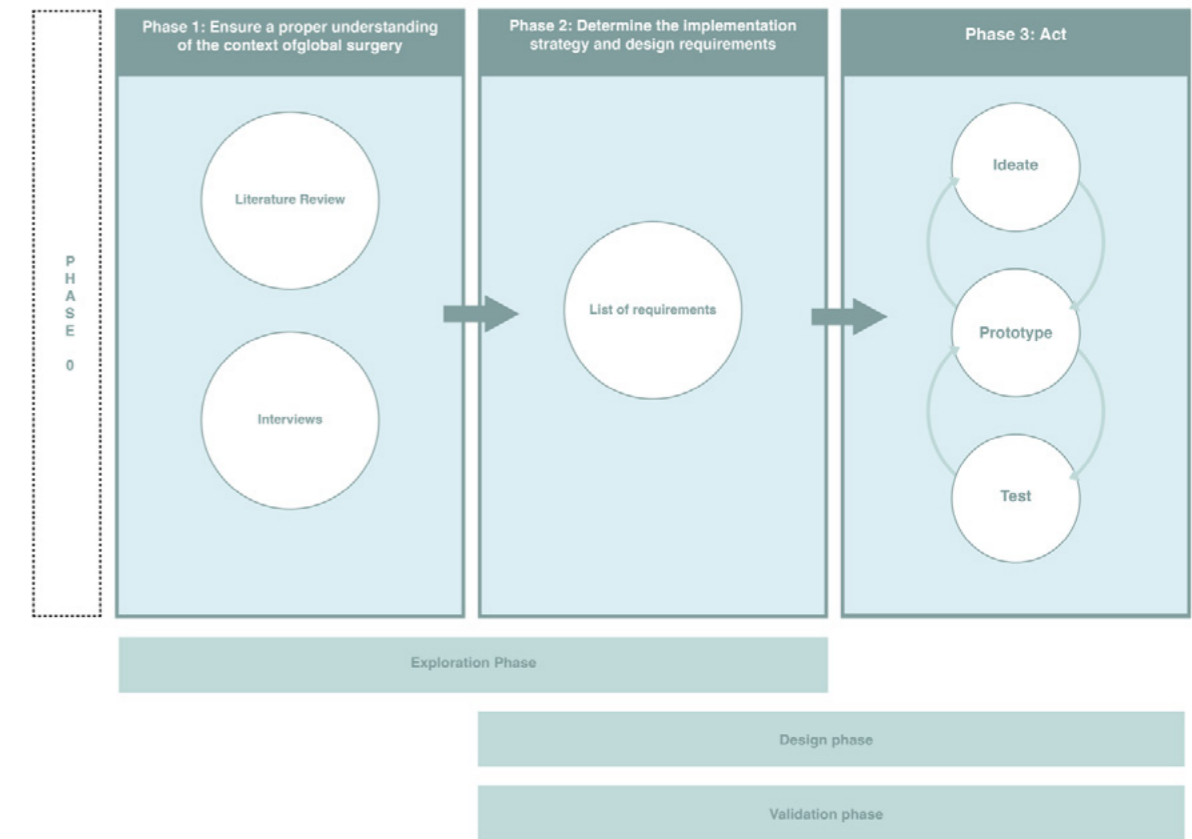 PHASE 0
Phase 1: Ensure a proper understanding
of the context ofglobal surgery
Literature Review
Interviews
Phase 2: Determine the implementation
strategy and design requirements
List of requirements
Phase 3: Act
Ideate
Prototype
Test
Exploration Phase
Design phase
Validation phase